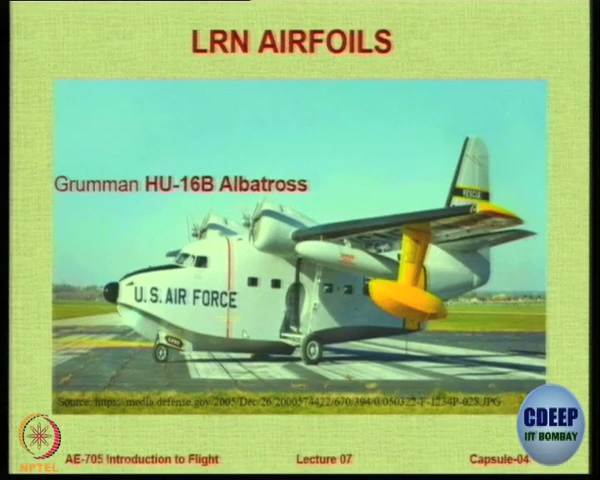 LRN AIRFOILS
Grumman HU-16B Albatross
RESCUE
U.S. AIR FORCE
Source: https://media.defense.gov/2005/Dec/26/2000574422/670/394/0/050322-F-1234P-028.JPG
CDEEP
IIT BOMBAY
NPTEL
AE-705 Introduction to Flight
Lecture 07
Capsule-04